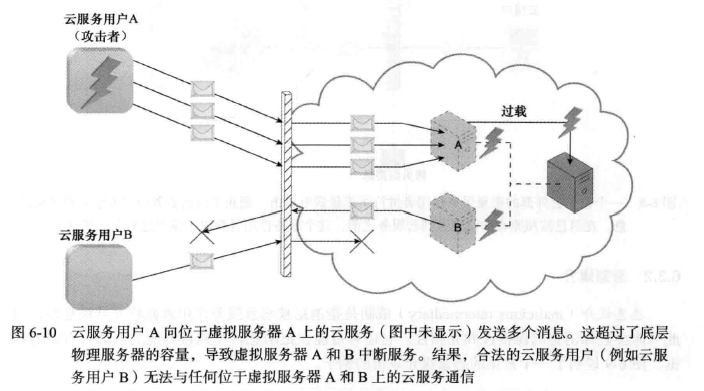 云服务用户A
（攻击者）
过载
A
云服务用户B
B
图 6-10 云服务用户 A 向位于虚拟服务器 A 上的云服务（图中未显示）发送多个消息。这超过了底层
物理服务器的容量，导致虚拟服务器 A 和 B 中断服务。结果，合法的云服务用户（例如云服
务用户 B）无法与任何位于虚拟服务器 A 和 B 上的云服务通信